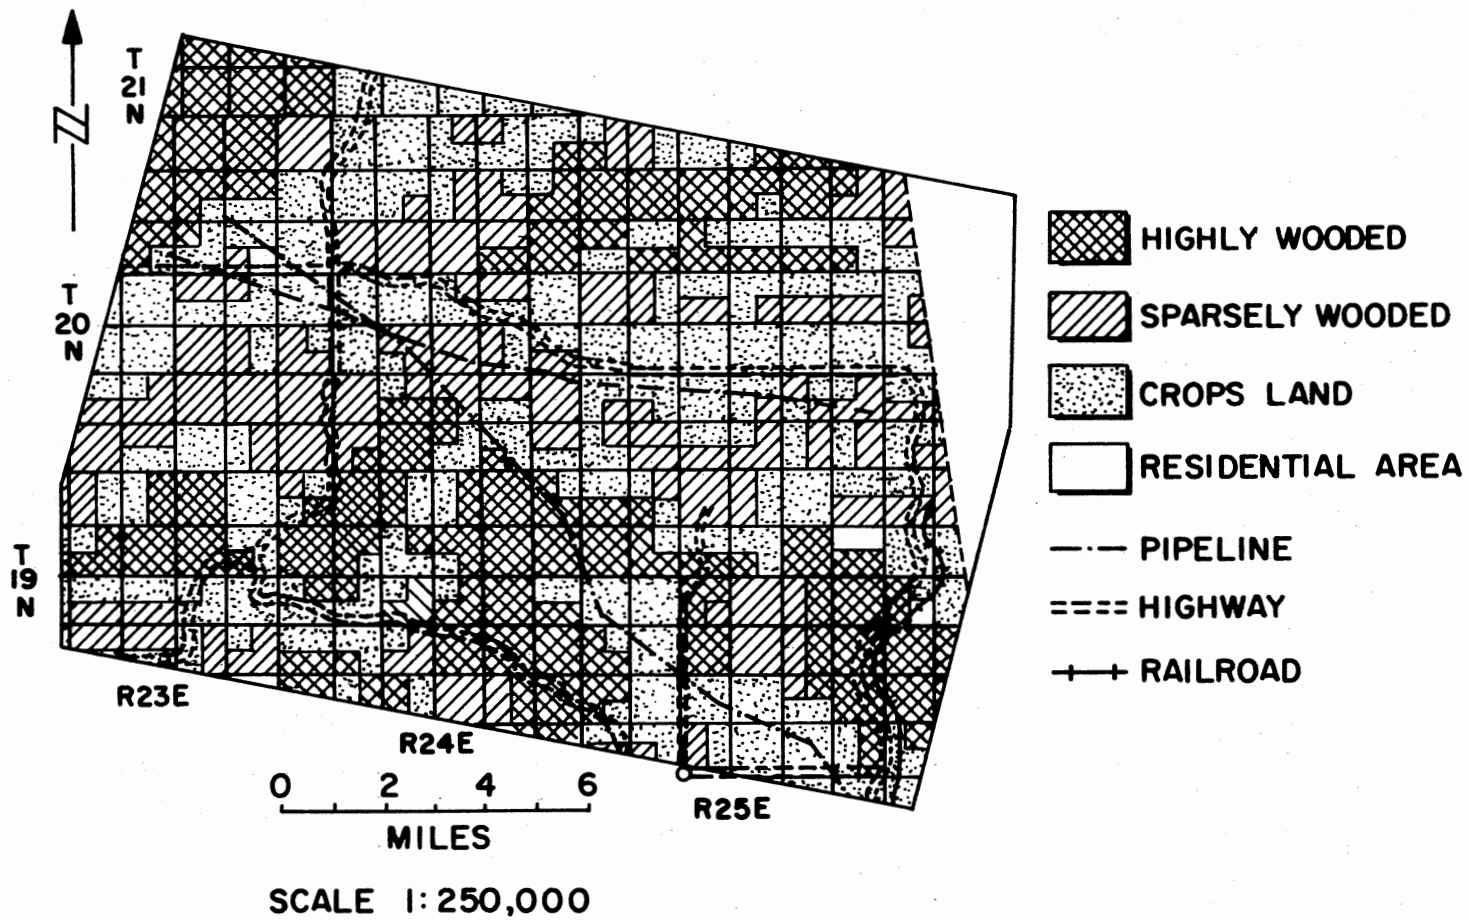 T
21
N
T
20
N
T
19
N
R23E
R24E
R25E
HIGHLY WOODED
SPARSELY WOODED
CROPS LAND
RESIDENTIAL AREA
PIPELINE
HIGHWAY
RAILROAD
0 2 4 6
MILES
SCALE 1:250,000